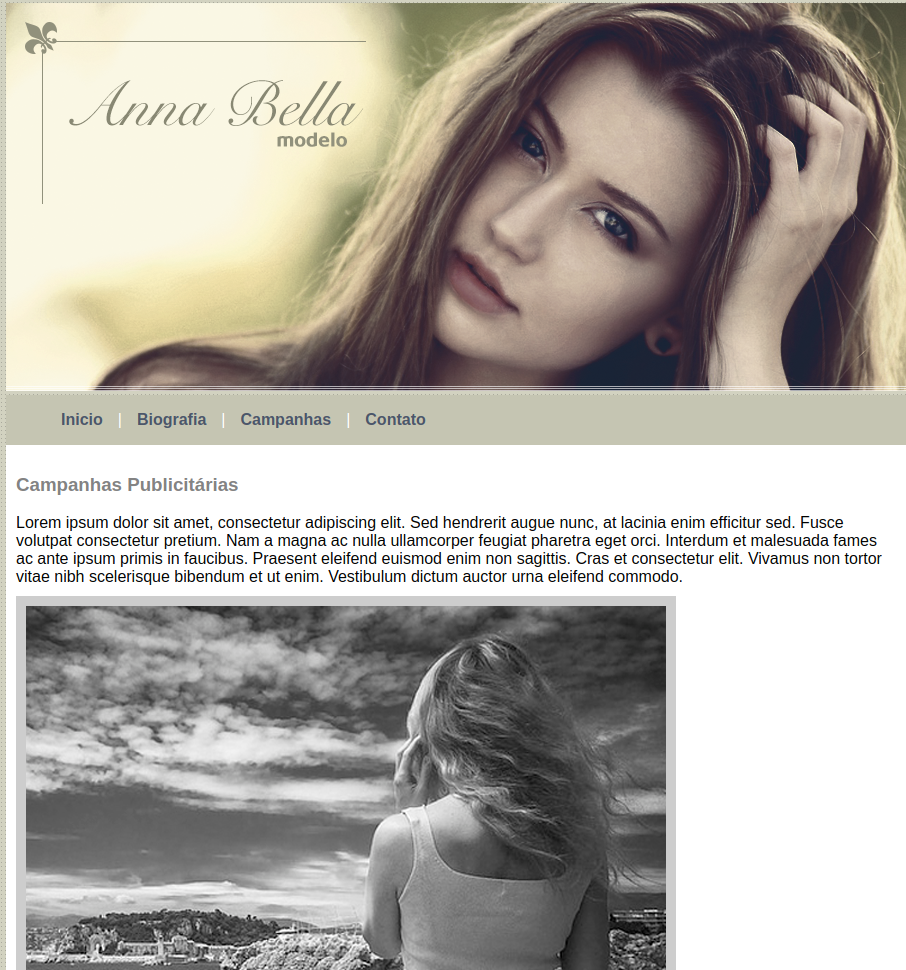 Anna Bella
modelo
Inicio | Biografia | Campanhas | Contato
Campanhas Publicitárias
Lorem ipsum dolor sit amet, consectetur adipiscing elit. Sed hendrerit augue nunc, at lacinia enim efficitur sed. Fusce
volutpat consectetur pretium. Nam a magna ac nulla ullamcorper feugiat pharetra eget orci. Interdum et malesuada fames
ac ante ipsum primis in faucibus. Praesent eleifend euismod enim non sagittis. Cras et consectetur elit. Vivamus non tortor
vitae nibh scelerisque bibendum et ut enim. Vestibulum dictum auctor urna eleifend commodo.